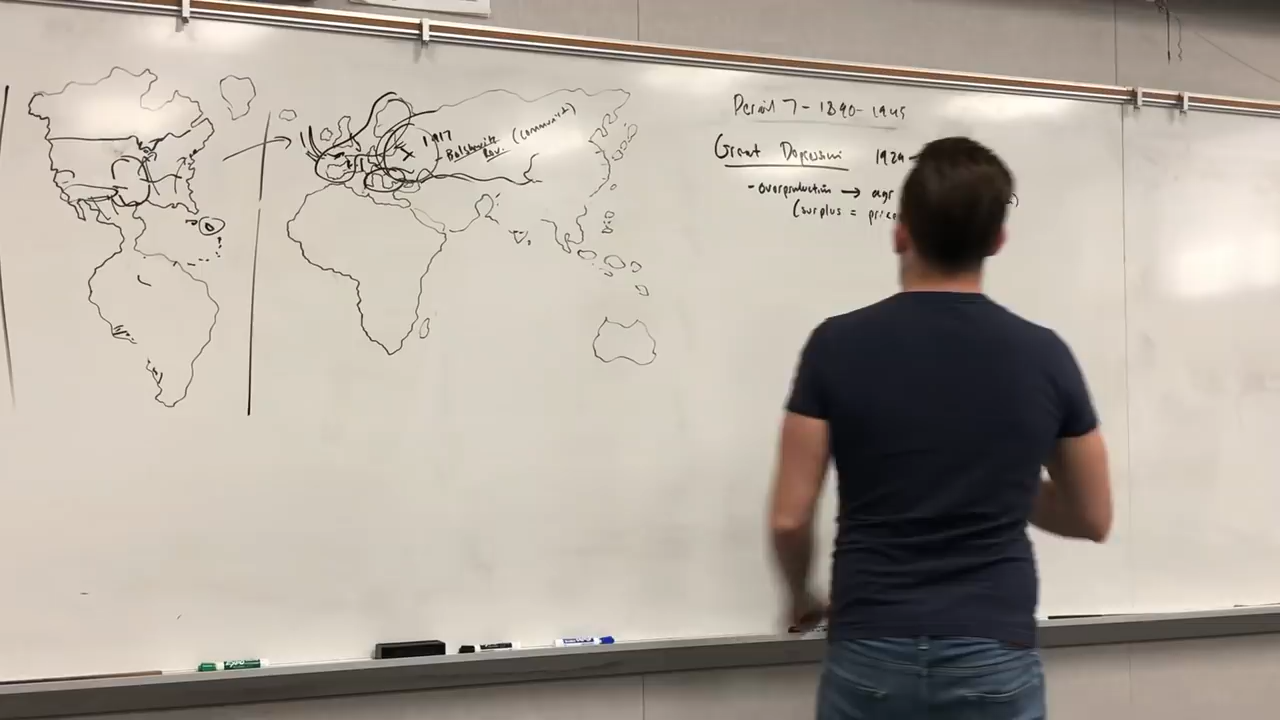 1917
- Bolshevik
Rev. (communist)
Period 7 - 1890-1945
Great Depression 1929 -
- overproduction → agr
(surplus = price